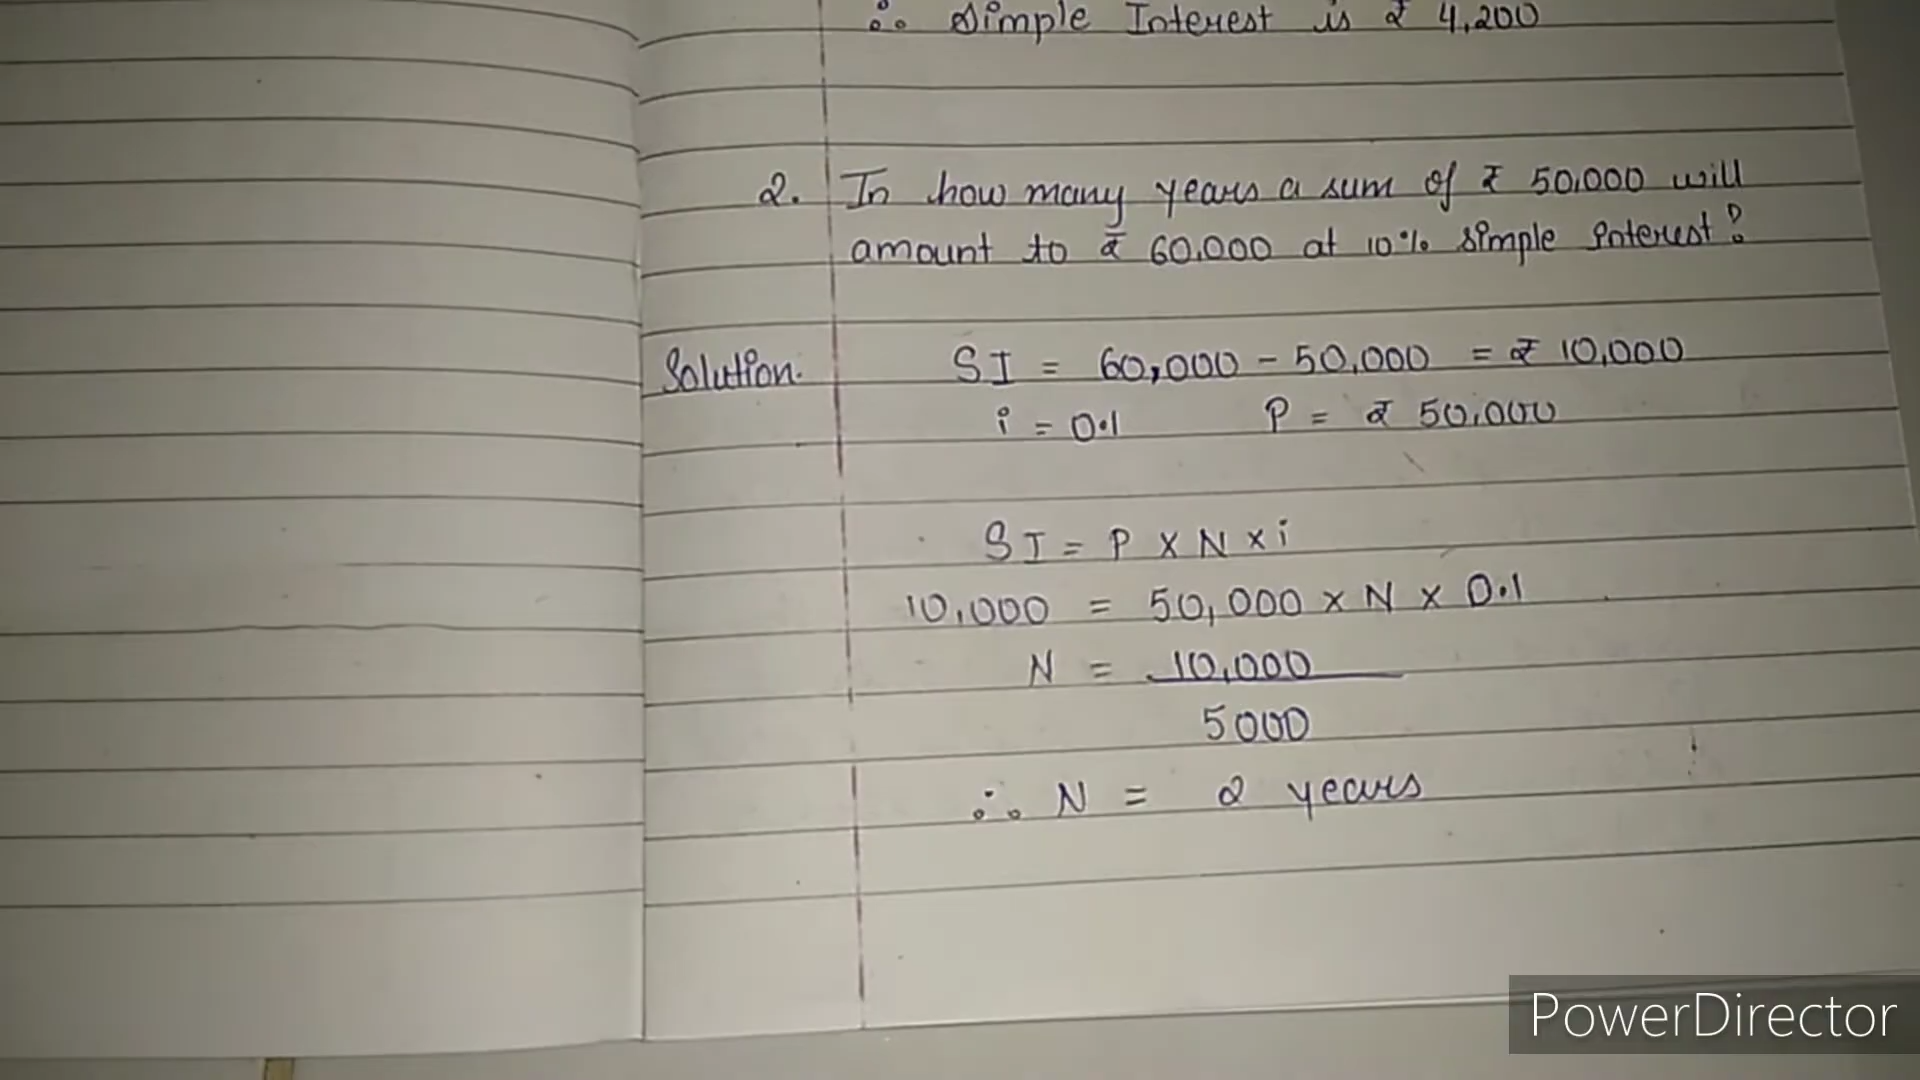 ∴ Simple Interest is ₹ 4,200
2. In how many years a sum of ₹ 50,000 will
amount to ₹ 60,000 at 10% simple interest?
Solution. SI = 60,000 - 50,000 = ₹ 10,000
i = 0.1 P = ₹ 50,000
SI = P × N × i
10,000 = 50,000 × N × 0.1
N = 10,000
5000
∴ N = 2 years
PowerDirector